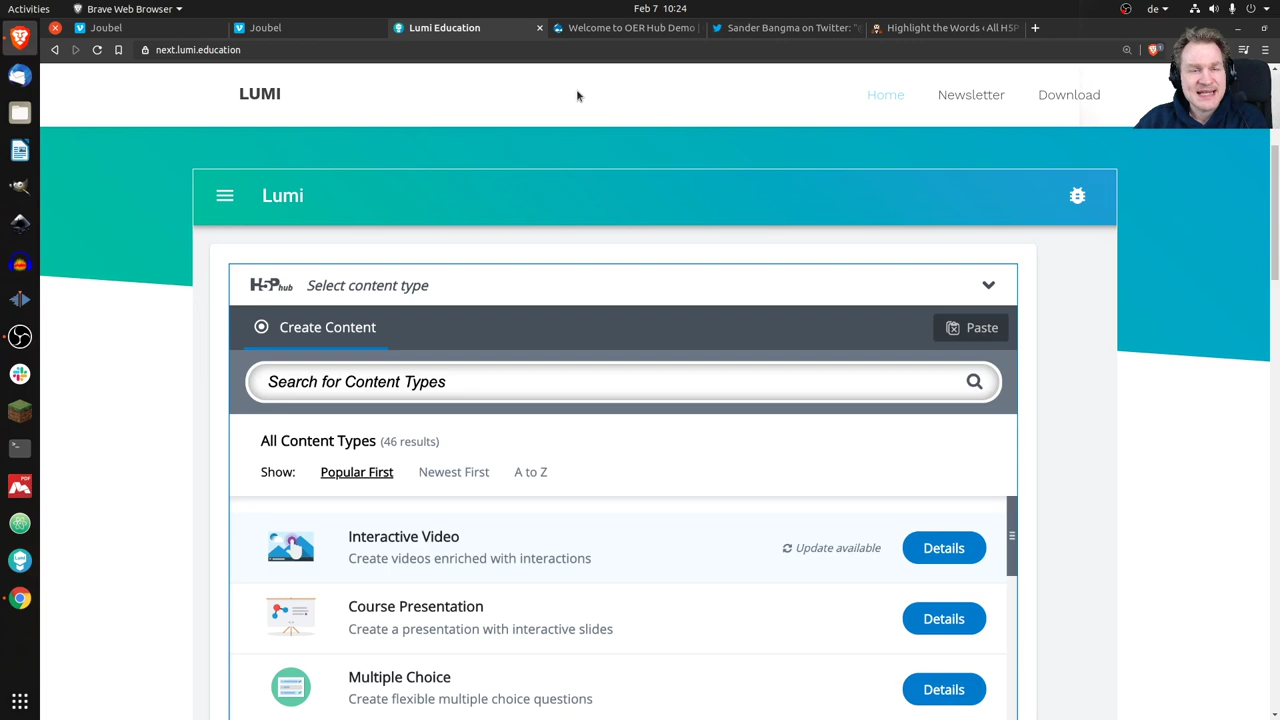 Activities
Brave Web Browser
Feb 7 10:24
de
Joubel
Joubel
Lumi Education
Welcome to OER Hub Demo
Sander Bangma on Twitter: "
Highlight the Words ‹ All H5P
next.lumi.education
LUMI
Home
Newsletter
Download
Lumi
H5P hub
Select content type
Create Content
Paste
Search for Content Types
All Content Types (46 results)
Show:
Popular First
Newest First
A to Z
Interactive Video
Create videos enriched with interactions
Update available
Details
Course Presentation
Create a presentation with interactive slides
Details
Multiple Choice
Create flexible multiple choice questions
Details